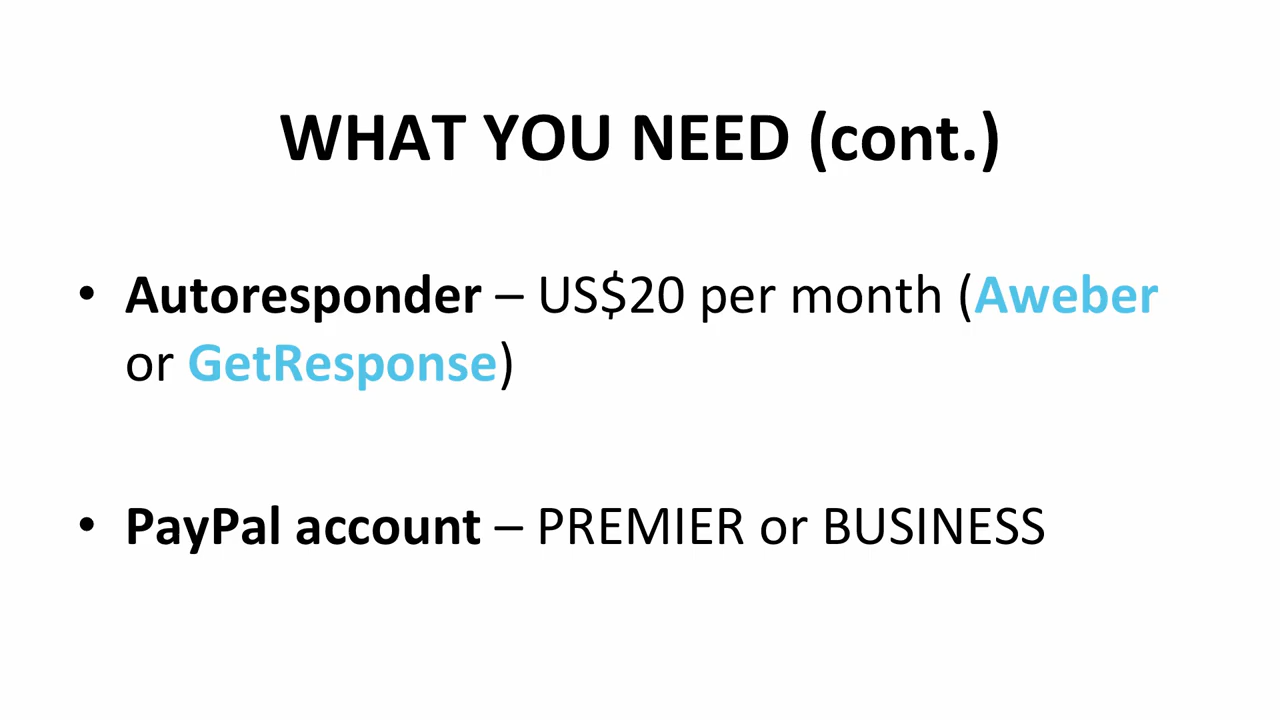 WHAT YOU NEED (cont.)
• Autoresponder – US$20 per month (Aweber
or GetResponse)
• PayPal account – PREMIER or BUSINESS